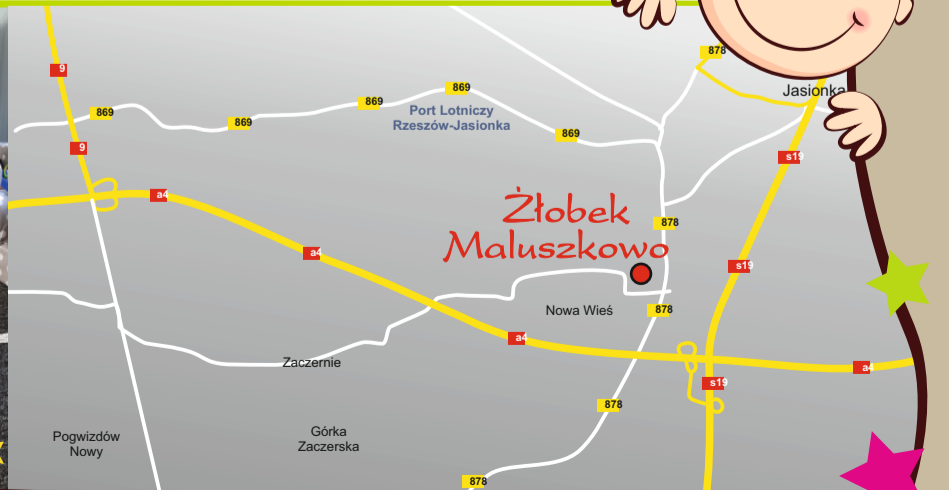 878
9
Jasionka
869
869
869
869
Port Lotniczy
Rzeszów-Jasionka
869
9
s19
a4
Żłobek
Maluszkowo
878
a4
s19
Nowa Wieś
878
a4
Zaczernie
a4
s19
878
Pogwizdów
Nowy
Górka
Zaczerska
878